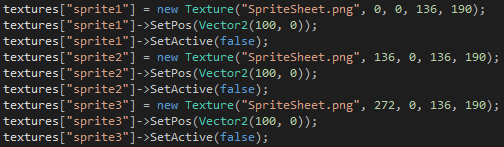 textures["sprite1"] = new Texture("SpriteSheet.png", 0, 0, 136, 190);
textures["sprite1"]->SetPos(Vector2(100, 0));
textures["sprite1"]->SetActive(false);
textures["sprite2"] = new Texture("SpriteSheet.png", 136, 0, 136, 190);
textures["sprite2"]->SetPos(Vector2(100, 0));
textures["sprite2"]->SetActive(false);
textures["sprite3"] = new Texture("SpriteSheet.png", 272, 0, 136, 190);
textures["sprite3"]->SetPos(Vector2(100, 0));
textures["sprite3"]->SetActive(false);